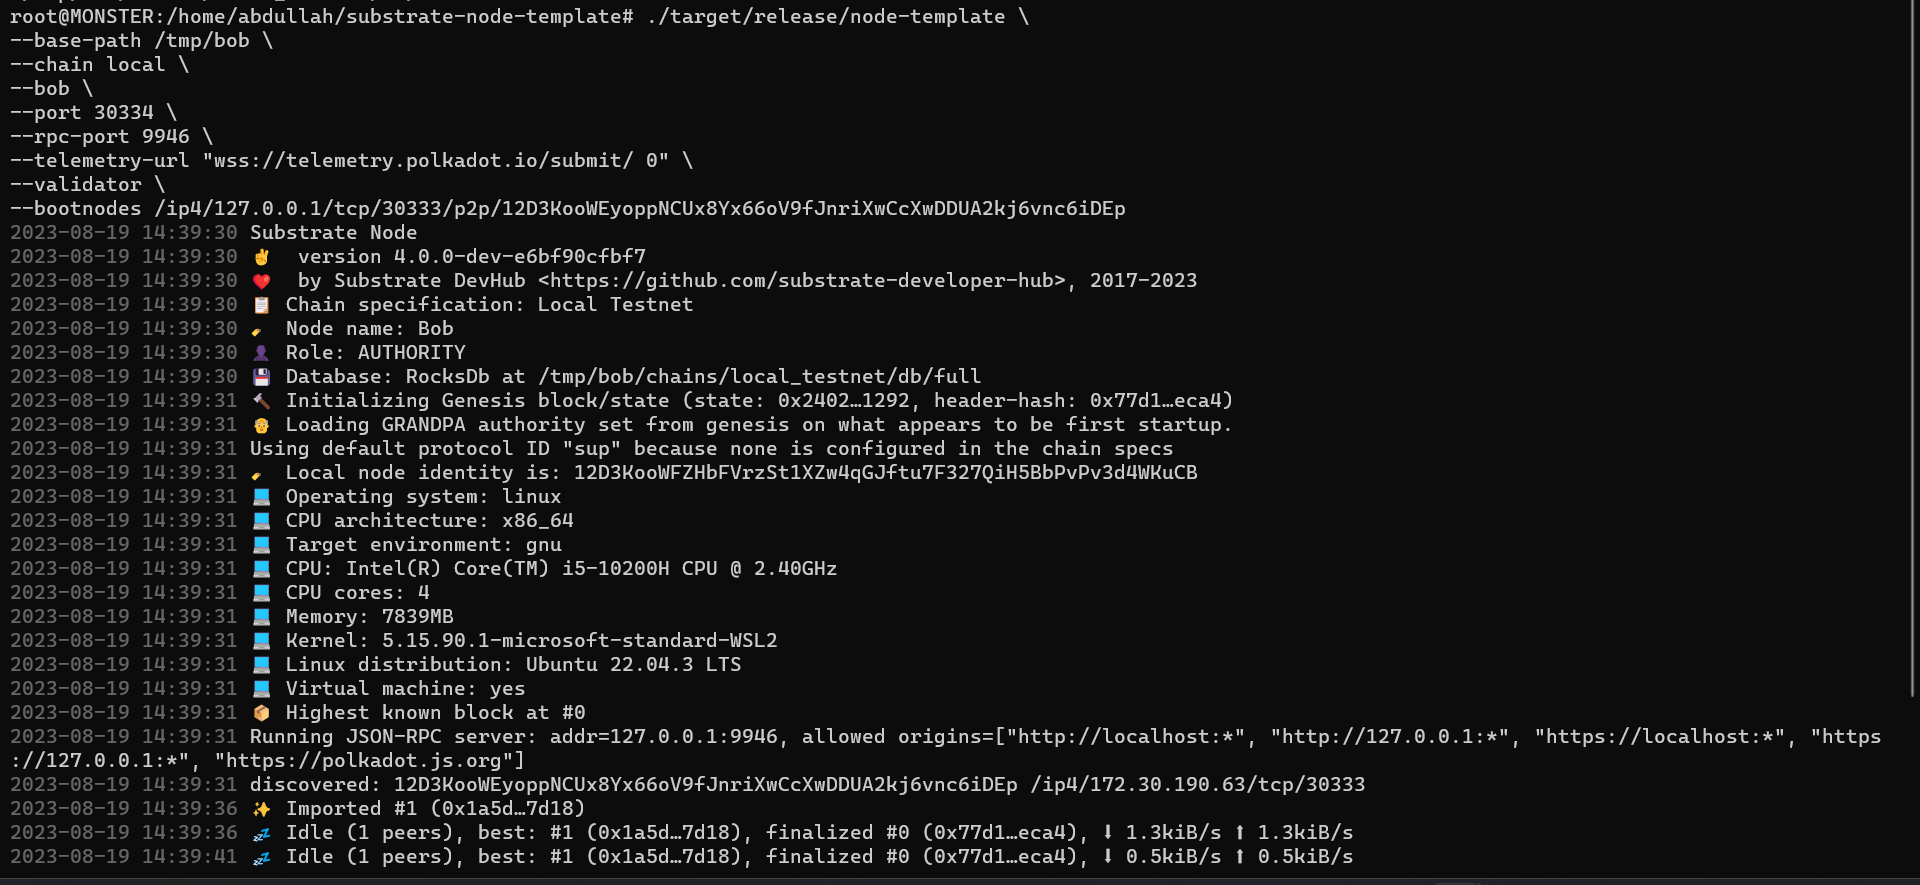 root@MONSTER:/home/abdullah/substrate-node-template# ./target/release/node-template \
--base-path /tmp/bob \
--chain local \
--bob \
--port 30334 \
--rpc-port 9946 \
--telemetry-url "wss://telemetry.polkadot.io/submit/ 0" \
--validator \
--bootnodes /ip4/127.0.0.1/tcp/30333/p2p/12D3KooWEyoppNCUx8Yx66oV9fJnriXwCcXwDDUA2kj6vnc6iDEp
2023-08-19 14:39:30 Substrate Node
2023-08-19 14:39:30 ✌️  version 4.0.0-dev-e6bf90cfbf7
2023-08-19 14:39:30 ❤️  by Substrate DevHub <https://github.com/substrate-developer-hub>, 2017-2023
2023-08-19 14:39:30 📋 Chain specification: Local Testnet
2023-08-19 14:39:30 🏷 Node name: Bob
2023-08-19 14:39:30 👤 Role: AUTHORITY
2023-08-19 14:39:30 💾 Database: RocksDb at /tmp/bob/chains/local_testnet/db/full
2023-08-19 14:39:31 🔨 Initializing Genesis block/state (state: 0x2402…1292, header-hash: 0x77d1…eca4)
2023-08-19 14:39:31 👴 Loading GRANDPA authority set from genesis on what appears to be first startup.
2023-08-19 14:39:31 Using default protocol ID "sup" because none is configured in the chain specs
2023-08-19 14:39:31 🏷 Local node identity is: 12D3KooWFZHbFVrzSt1XZw4qGJftu7F327QiH5BbPvPv3d4WKuCB
2023-08-19 14:39:31 💻 Operating system: linux
2023-08-19 14:39:31 💻 CPU architecture: x86_64
2023-08-19 14:39:31 💻 Target environment: gnu
2023-08-19 14:39:31 💻 CPU: Intel(R) Core(TM) i5-10200H CPU @ 2.40GHz
2023-08-19 14:39:31 💻 CPU cores: 4
2023-08-19 14:39:31 💻 Memory: 7839MB
2023-08-19 14:39:31 💻 Kernel: 5.15.90.1-microsoft-standard-WSL2
2023-08-19 14:39:31 💻 Linux distribution: Ubuntu 22.04.3 LTS
2023-08-19 14:39:31 💻 Virtual machine: yes
2023-08-19 14:39:31 📦 Highest known block at #0
2023-08-19 14:39:31 Running JSON-RPC server: addr=127.0.0.1:9946, allowed origins=["http://localhost:*", "http://127.0.0.1:*", "https://localhost:*", "https
://127.0.0.1:*", "https://polkadot.js.org"]
2023-08-19 14:39:31 discovered: 12D3KooWEyoppNCUx8Yx66oV9fJnriXwCcXwDDUA2kj6vnc6iDEp /ip4/172.30.190.63/tcp/30333
2023-08-19 14:39:36 ✨ Imported #1 (0x1a5d…7d18)
2023-08-19 14:39:36 💤 Idle (1 peers), best: #1 (0x1a5d…7d18), finalized #0 (0x77d1…eca4), ⬇ 1.3kiB/s ⬆ 1.3kiB/s
2023-08-19 14:39:41 💤 Idle (1 peers), best: #1 (0x1a5d…7d18), finalized #0 (0x77d1…eca4), ⬇ 0.5kiB/s ⬆ 0.5kiB/s